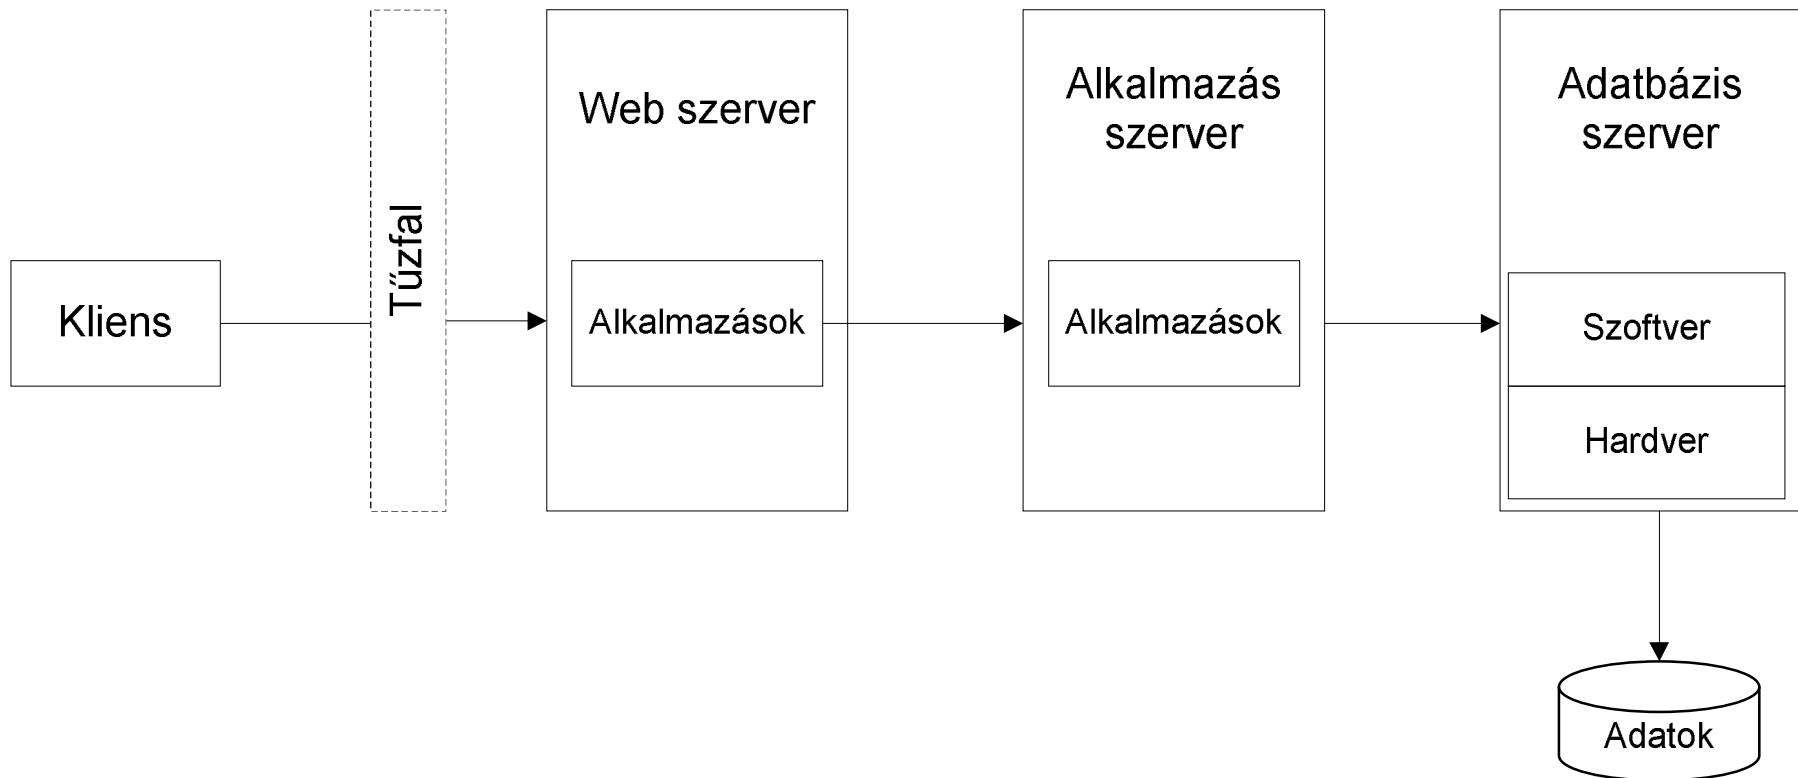 Kliens
Tűzfal
Web szerver
Alkalmazások
Alkalmazás
szerver
Alkalmazások
Adatbázis
szerver
Szoftver
Hardver
Adatok